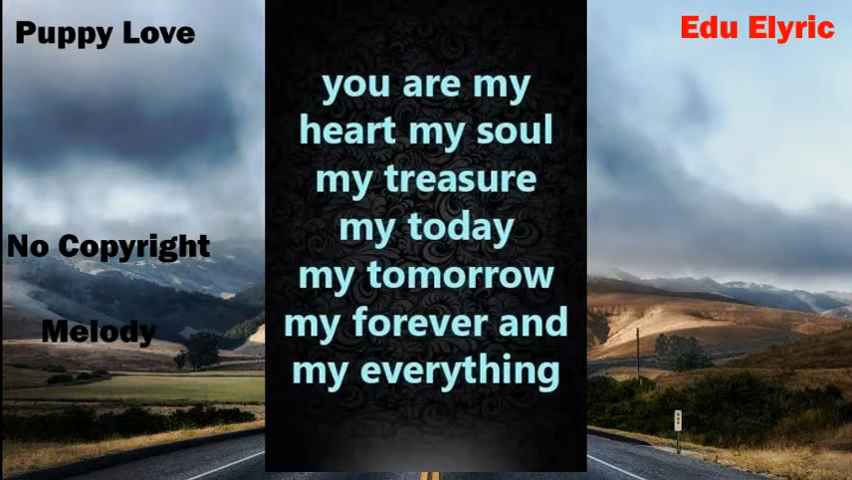 Puppy Love
Edu Elyric
you are my
heart my soul
my treasure
my today
my tomorrow
my forever and
my everything
No Copyright
Melody